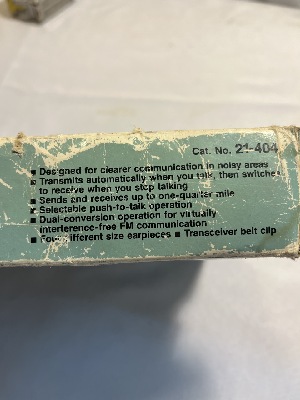 Cat. No. 21-404
■ Designed for clearer communication in noisy areas
■ Transmits automatically when you talk, then switches
to receive when you stop talking
■ Sends and receives up to one-quarter mile
■ Selectable push-to-talk operation
■ Dual-conversion operation for virtually
interference-free FM communication
■ Four different size earpieces ■ Transceiver belt clip